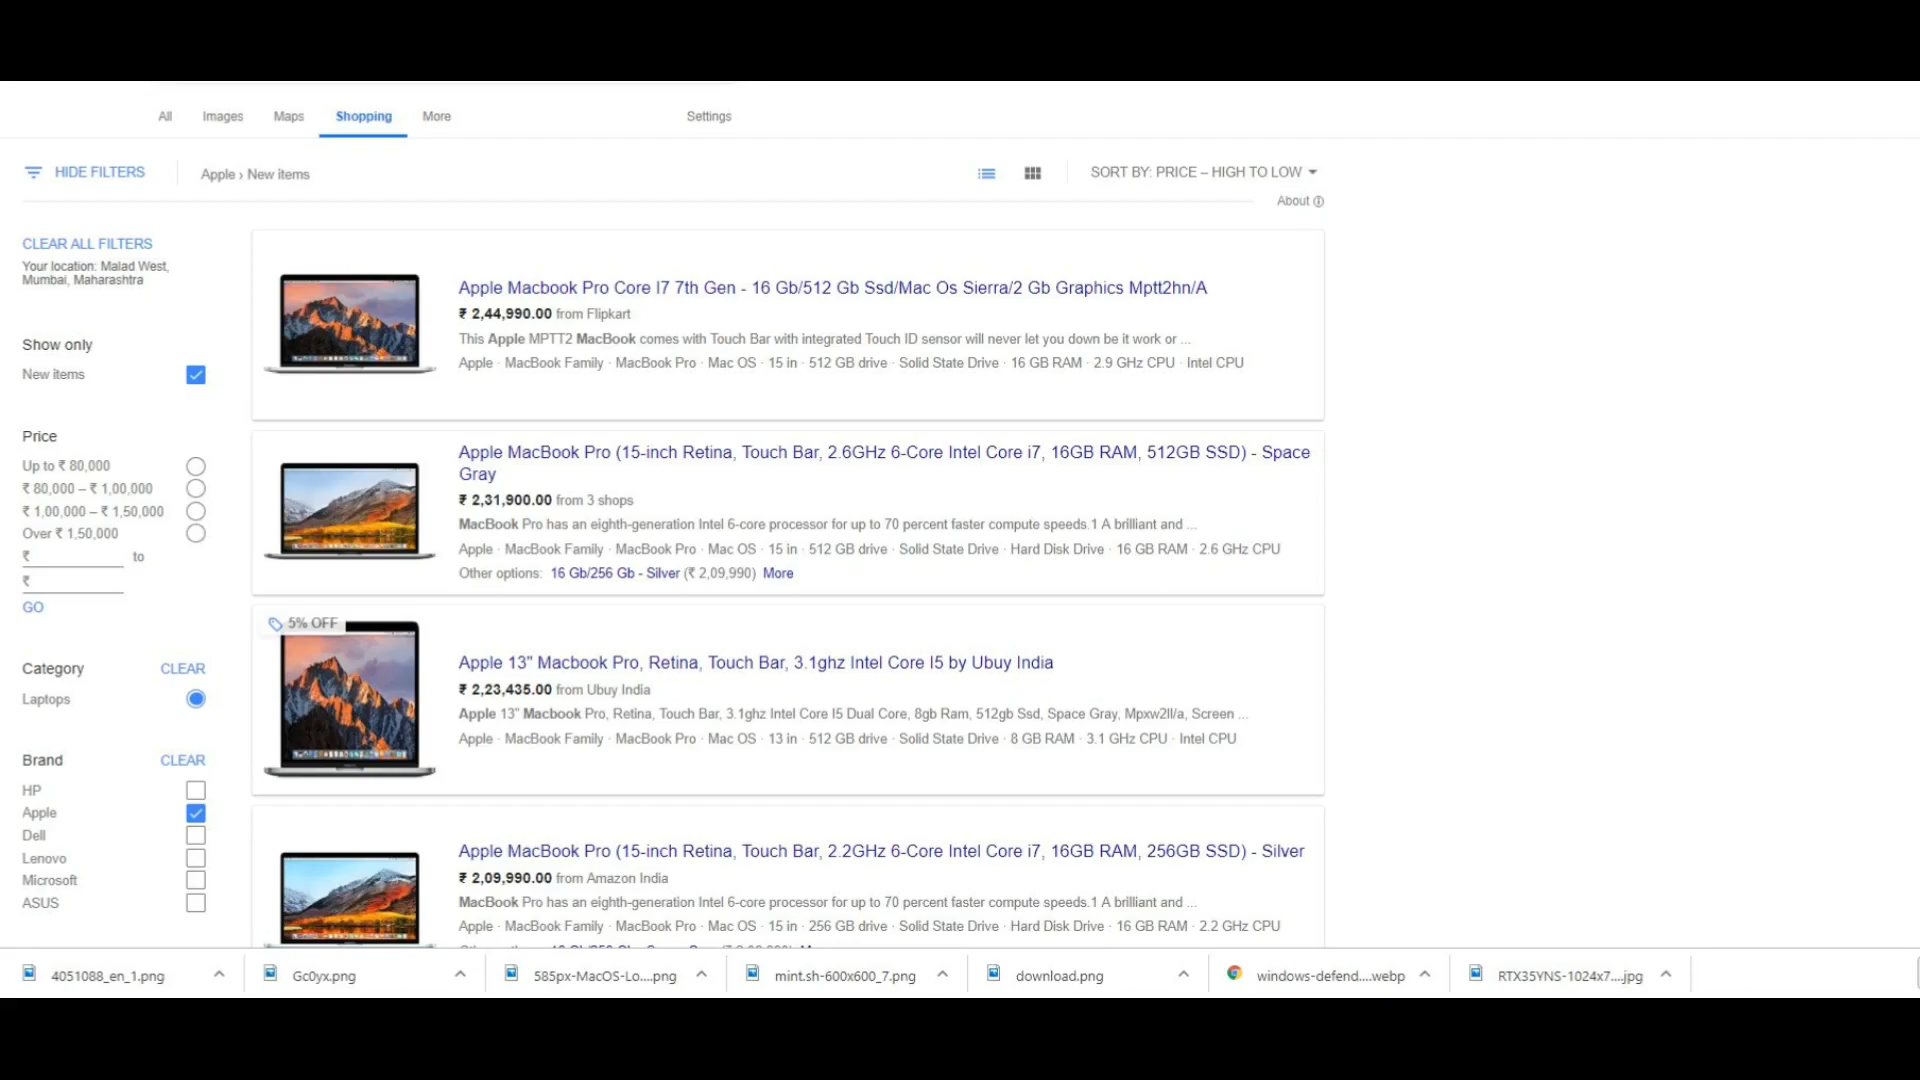 All Images Maps Shopping More Settings
HIDE FILTERS Apple › New items SORT BY: PRICE – HIGH TO LOW
About
CLEAR ALL FILTERS
Your location: Malad West,
Mumbai, Maharashtra
Show only
New items
Price
Up to ₹ 80,000
₹ 80,000 – ₹ 1,00,000
₹ 1,00,000 – ₹ 1,50,000
Over ₹ 1,50,000
₹ to
₹
GO
Category CLEAR
Laptops
Brand CLEAR
HP
Apple
Dell
Lenovo
Microsoft
ASUS
Apple Macbook Pro Core I7 7th Gen - 16 Gb/512 Gb Ssd/Mac Os Sierra/2 Gb Graphics Mptt2hn/A
₹ 2,44,990.00 from Flipkart
This Apple MPTT2 MacBook comes with Touch Bar with integrated Touch ID sensor will never let you down be it work or ...
Apple · MacBook Family · MacBook Pro · Mac OS · 15 in · 512 GB drive · Solid State Drive · 16 GB RAM · 2.9 GHz CPU · Intel CPU
Apple MacBook Pro (15-inch Retina, Touch Bar, 2.6GHz 6-Core Intel Core i7, 16GB RAM, 512GB SSD) - Space
Gray
₹ 2,31,900.00 from 3 shops
MacBook Pro has an eighth-generation Intel 6-core processor for up to 70 percent faster compute speeds.1 A brilliant and ...
Apple · MacBook Family · MacBook Pro · Mac OS · 15 in · 512 GB drive · Solid State Drive · Hard Disk Drive · 16 GB RAM · 2.6 GHz CPU
Other options: 16 Gb/256 Gb - Silver (₹ 2,09,990) More
5% OFF
Apple 13" Macbook Pro, Retina, Touch Bar, 3.1ghz Intel Core I5 by Ubuy India
₹ 2,23,435.00 from Ubuy India
Apple 13" Macbook Pro, Retina, Touch Bar, 3.1ghz Intel Core I5 Dual Core, 8gb Ram, 512gb Ssd, Space Gray, Mpxw2ll/a, Screen ...
Apple · MacBook Family · MacBook Pro · Mac OS · 13 in · 512 GB drive · Solid State Drive · 8 GB RAM · 3.1 GHz CPU · Intel CPU
Apple MacBook Pro (15-inch Retina, Touch Bar, 2.2GHz 6-Core Intel Core i7, 16GB RAM, 256GB SSD) - Silver
₹ 2,09,990.00 from Amazon India
MacBook Pro has an eighth-generation Intel 6-core processor for up to 70 percent faster compute speeds.1 A brilliant and ...
Apple · MacBook Family · MacBook Pro · Mac OS · 15 in · 256 GB drive · Solid State Drive · Hard Disk Drive · 16 GB RAM · 2.2 GHz CPU
4051088_en_1.png Gc0yx.png 585px-MacOS-Lo....png mint.sh-600x600_7.png download.png windows-defend....webp RTX35YNS-1024x7....jpg